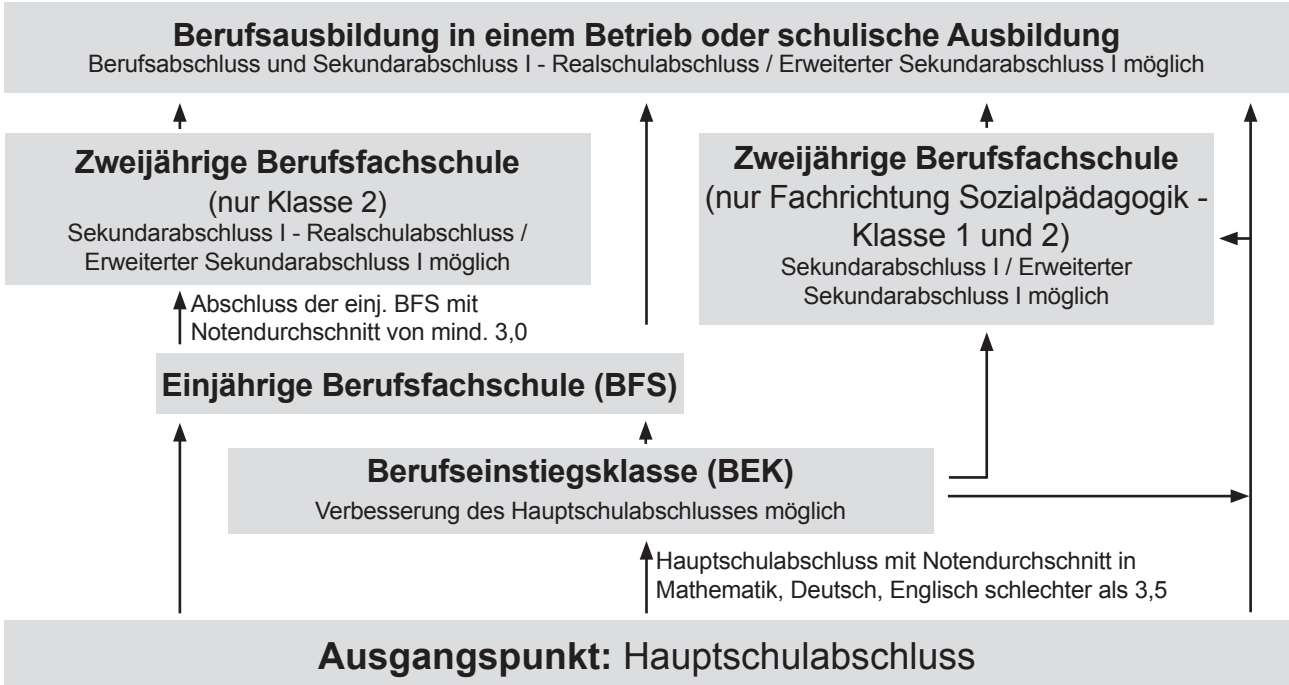 Berufsausbildung in einem Betrieb oder schulische Ausbildung
Berufsabschluss und Sekundarabschluss I - Realschulabschluss / Erweiterter Sekundarabschluss I möglich
Zweijährige Berufsfachschule
(nur Klasse 2)
Sekundarabschluss I - Realschulabschluss /
Erweiterter Sekundarabschluss I möglich
Zweijährige Berufsfachschule
(nur Fachrichtung Sozialpädagogik -
Klasse 1 und 2)
Sekundarabschluss I / Erweiterter
Sekundarabschluss I möglich
Abschluss der einj. BFS mit
Notendurchschnitt von mind. 3,0
Einjährige Berufsfachschule (BFS)
Berufseinstiegsklasse (BEK)
Verbesserung des Hauptschulabschlusses möglich
Hauptschulabschluss mit Notendurchschnitt in
Mathematik, Deutsch, Englisch schlechter als 3,5
Ausgangspunkt: Hauptschulabschluss